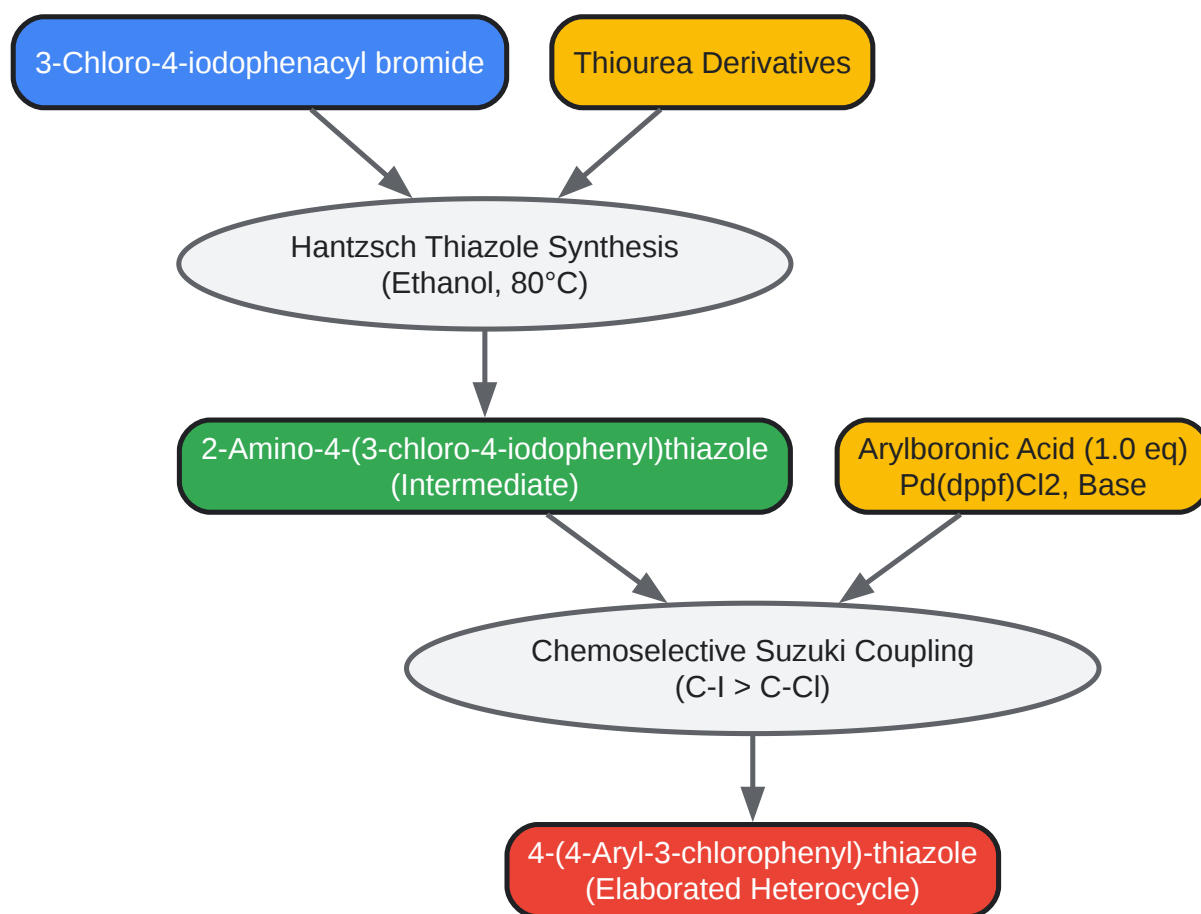 3-Chloro-4-iodophenacyl bromide
Thiourea Derivatives
Hantzsch Thiazole Synthesis
(Ethanol, 80°C)
2-Amino-4-(3-chloro-4-iodophenyl)thiazole
(Intermediate)
Arylboronic Acid (1.0 eq)
Pd(dppf)Cl2, Base
Chemoselective Suzuki Coupling
(C-I > C-Cl)
4-(4-Aryl-3-chlorophenyl)-thiazole
(Elaborated Heterocycle)